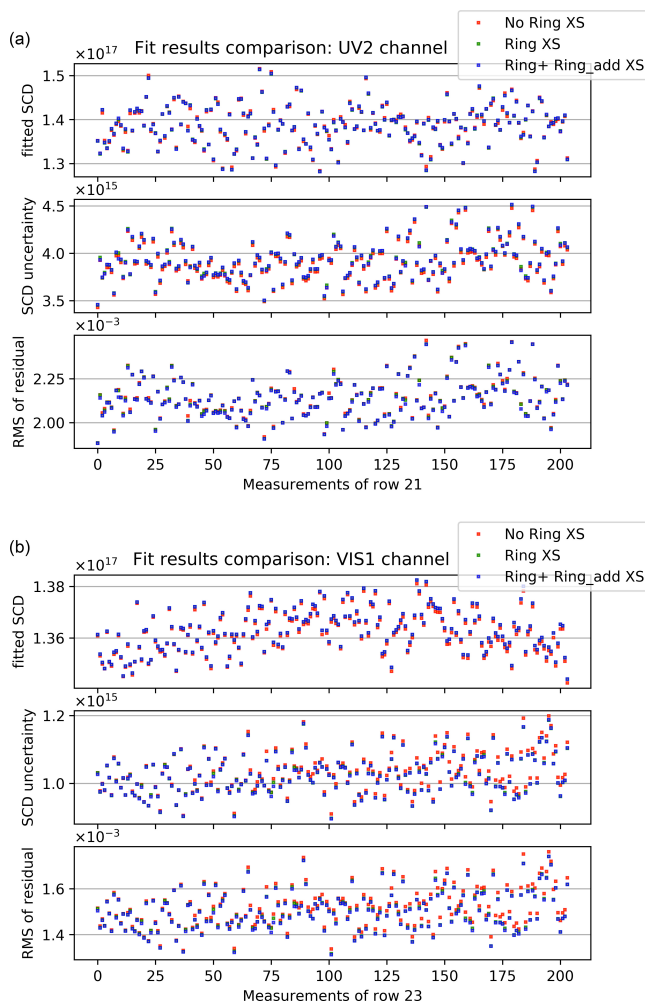 (a)
×10^17
Fit results comparison: UV2 channel
No Ring XS
Ring XS
Ring+ Ring_add XS
1.5
1.4
1.3
fitted SCD
×10^15
4.5
4.0
3.5
SCD uncertainty
×10^−3
2.25
2.00
RMS of residual
0 25 50 75 100 125 150 175 200
Measurements of row 21
(b)
×10^17
Fit results comparison: VIS1 channel
No Ring XS
Ring XS
Ring+ Ring_add XS
1.38
1.36
fitted SCD
×10^15
1.2
1.0
SCD uncertainty
×10^−3
1.6
1.4
RMS of residual
0 25 50 75 100 125 150 175 200
Measurements of row 23